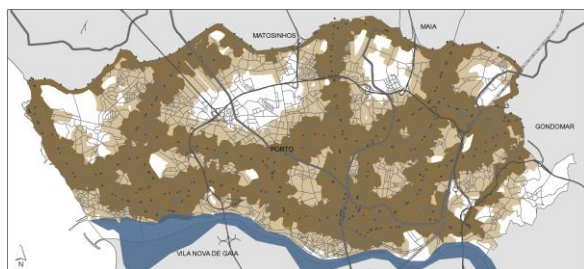 MATOSINHOS
MAIA
GONDOMAR
PORTO
VILA NOVA DE GAIA
N